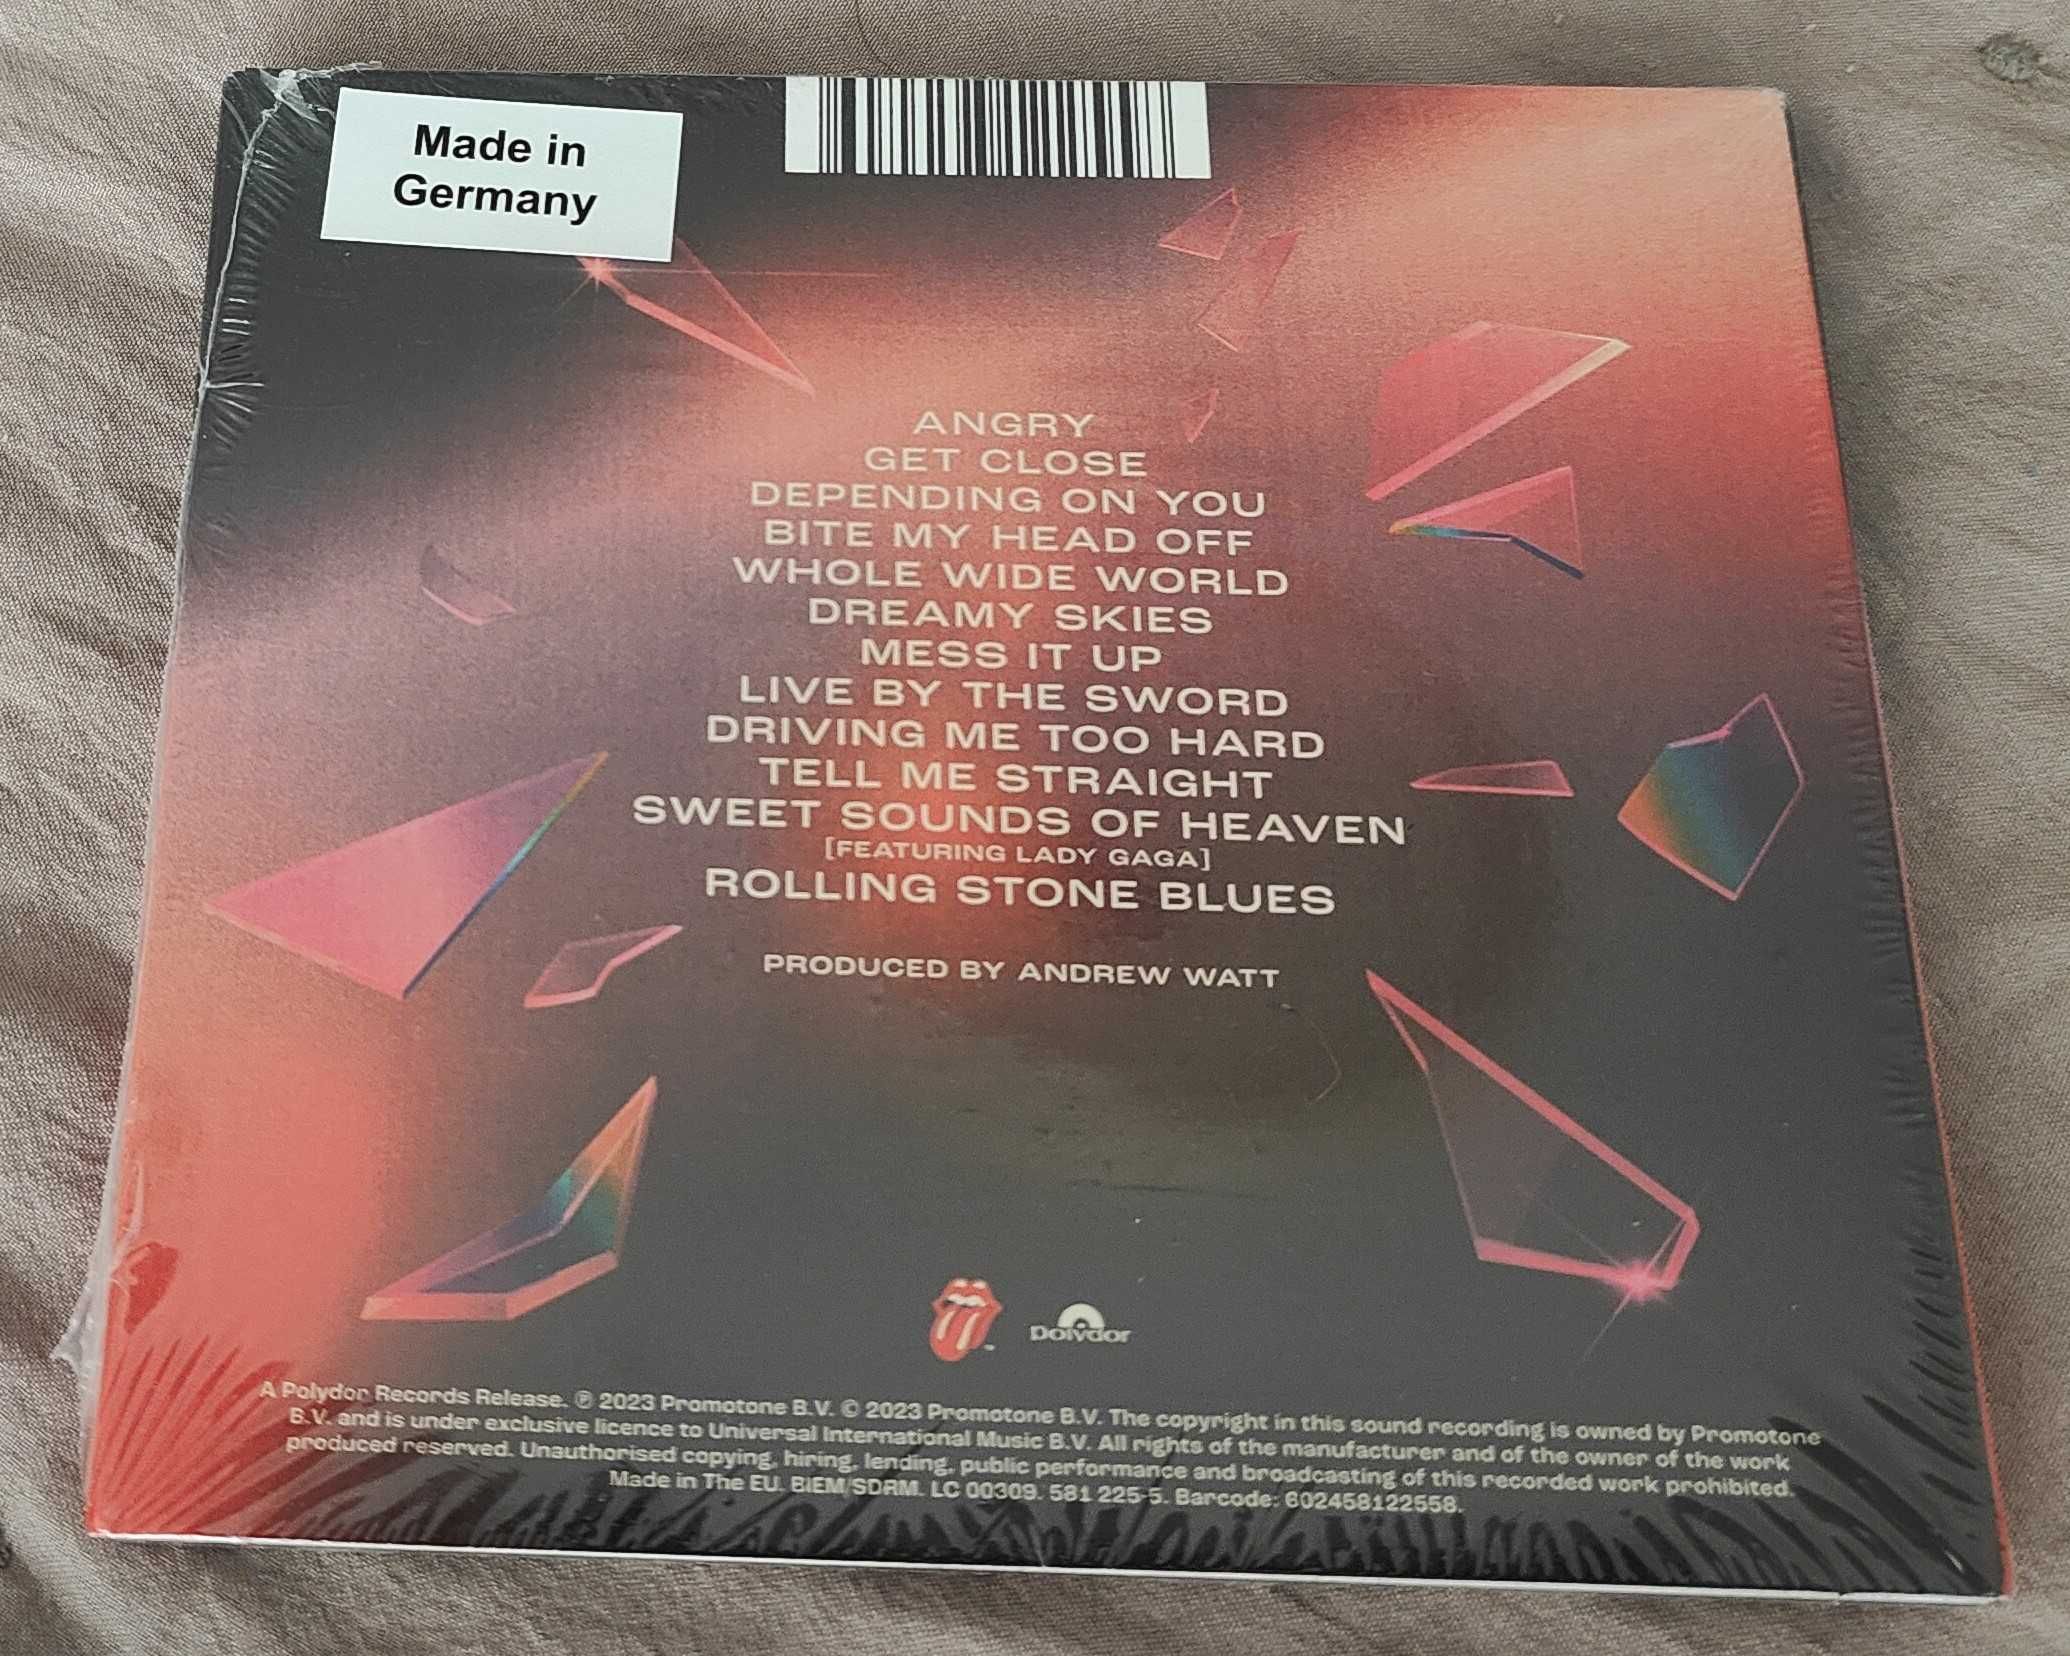 Made in
Germany
ANGRY
GET CLOSE
DEPENDING ON YOU
BITE MY HEAD OFF
WHOLE WIDE WORLD
DREAMY SKIES
MESS IT UP
LIVE BY THE SWORD
DRIVING ME TOO HARD
TELL ME STRAIGHT
SWEET SOUNDS OF HEAVEN
[FEATURING LADY GAGA]
ROLLING STONE BLUES
PRODUCED BY ANDREW WATT
polydor
A Polydor Records Release. ℗ 2023 Promotone B.V. © 2023 Promotone B.V. The copyright in this sound recording is owned by Promotone
B.V. and is under exclusive licence to Universal International Music B.V. All rights of the manufacturer and of the owner of the work
produced reserved. Unauthorised copying, hiring, lending, public performance and broadcasting of this recorded work prohibited.
Made in The EU. BIEM/SDRM. LC 00309. 581 225-5. Barcode: 602458122558.